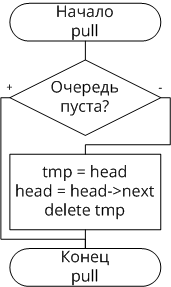 Начало
pull
Очередь
пуста?
+
-
tmp = head
head = head->next
delete tmp
Конец
pull